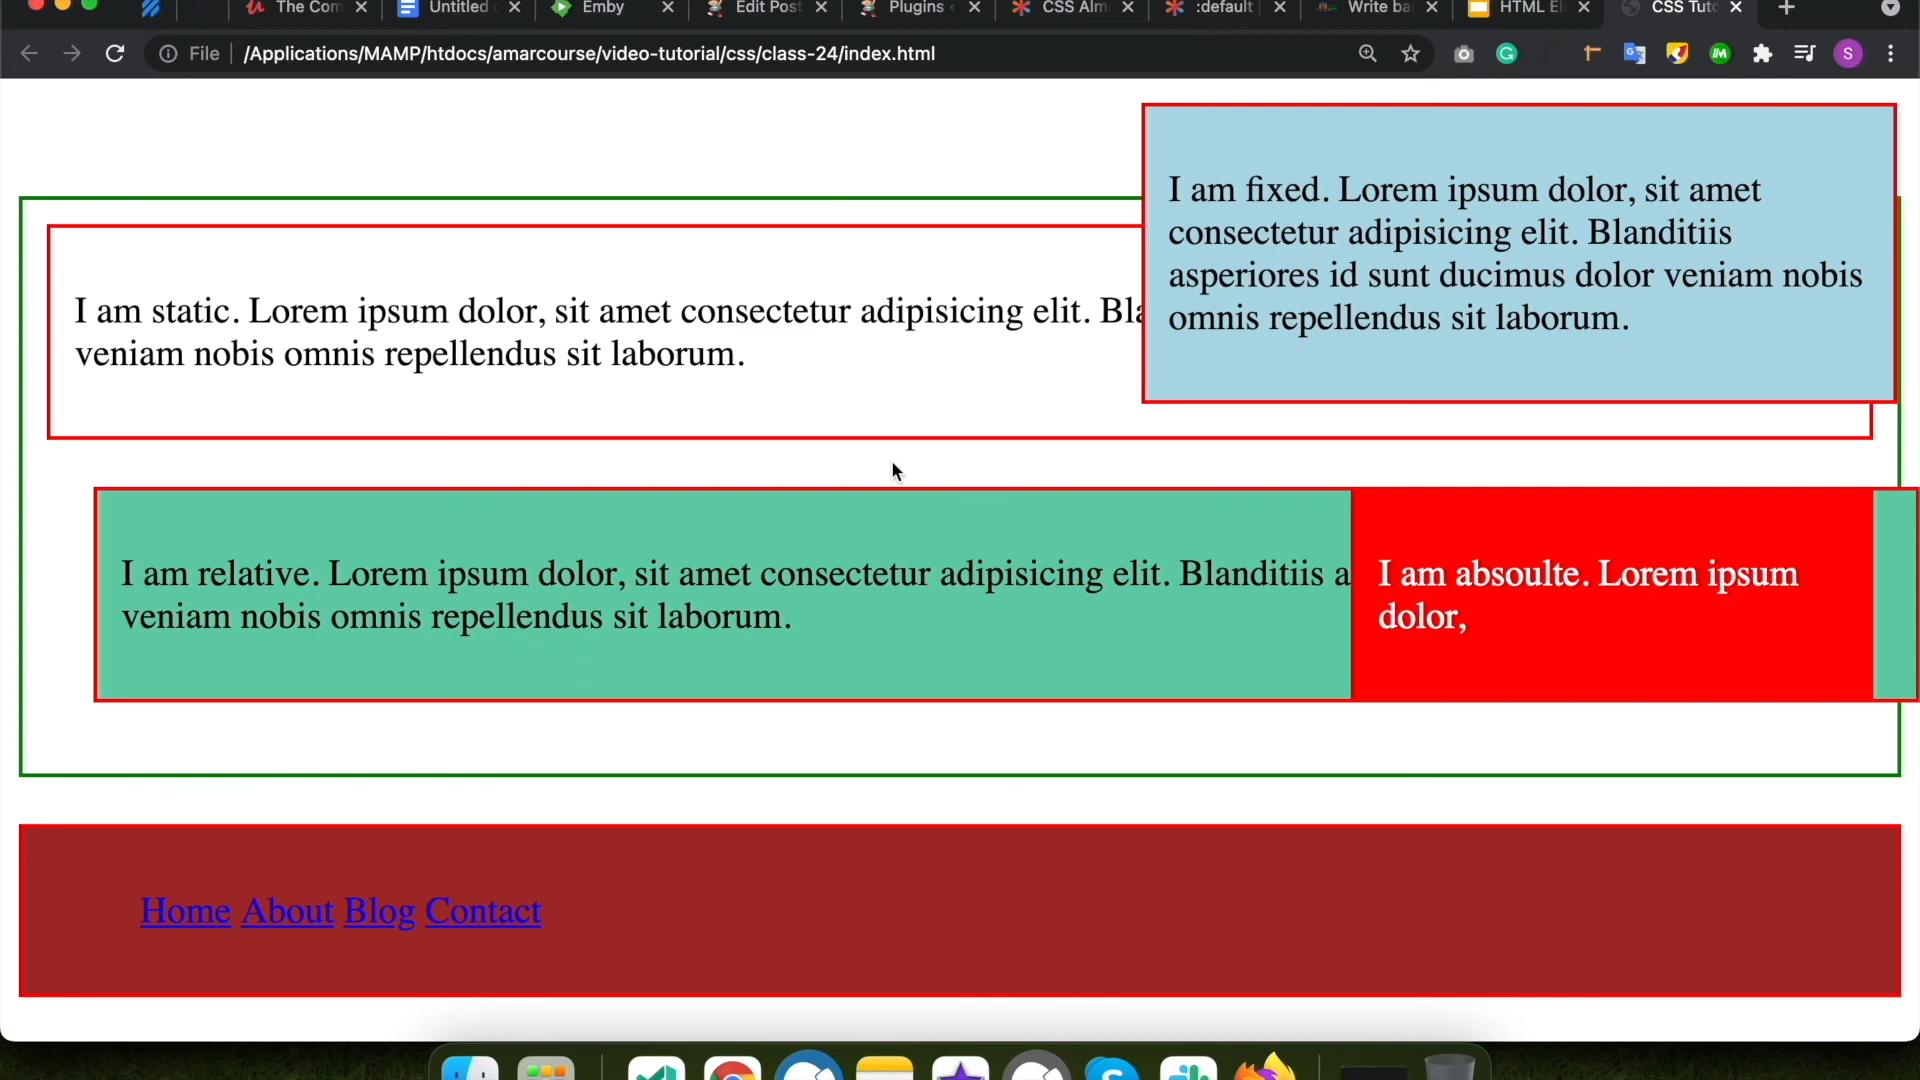 The Com
Untitled
Emby
Edit Post
Plugins
CSS Alm
:default
Write ba
HTML El
CSS Tuto
File
/Applications/MAMP/htdocs/amarcourse/video-tutorial/css/class-24/index.html
S
I am fixed. Lorem ipsum dolor, sit amet
consectetur adipisicing elit. Blanditiis
asperiores id sunt ducimus dolor veniam nobis
omnis repellendus sit laborum.
I am static. Lorem ipsum dolor, sit amet consectetur adipisicing elit. Bla
veniam nobis omnis repellendus sit laborum.
I am relative. Lorem ipsum dolor, sit amet consectetur adipisicing elit. Blanditiis a
veniam nobis omnis repellendus sit laborum.
I am absoulte. Lorem ipsum
dolor,
Home About Blog Contact